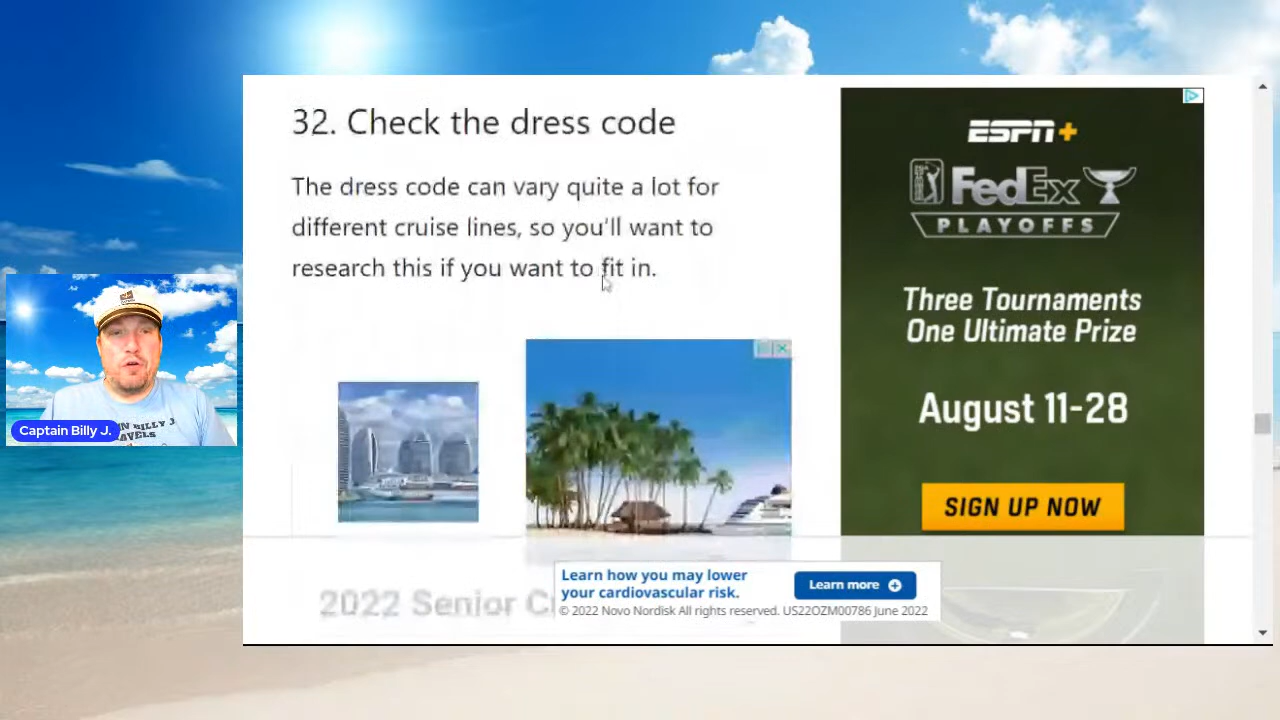 32. Check the dress code
The dress code can vary quite a lot for
different cruise lines, so you'll want to
research this if you want to fit in.
ESPN+
FedEx
PLAYOFFS
Three Tournaments
One Ultimate Prize
August 11-28
SIGN UP NOW
Captain Billy J.
BILLY J
Learn how you may lower
your cardiovascular risk.
Learn more
© 2022 Novo Nordisk All rights reserved. US22OZM00786 June 2022
2022 Senior